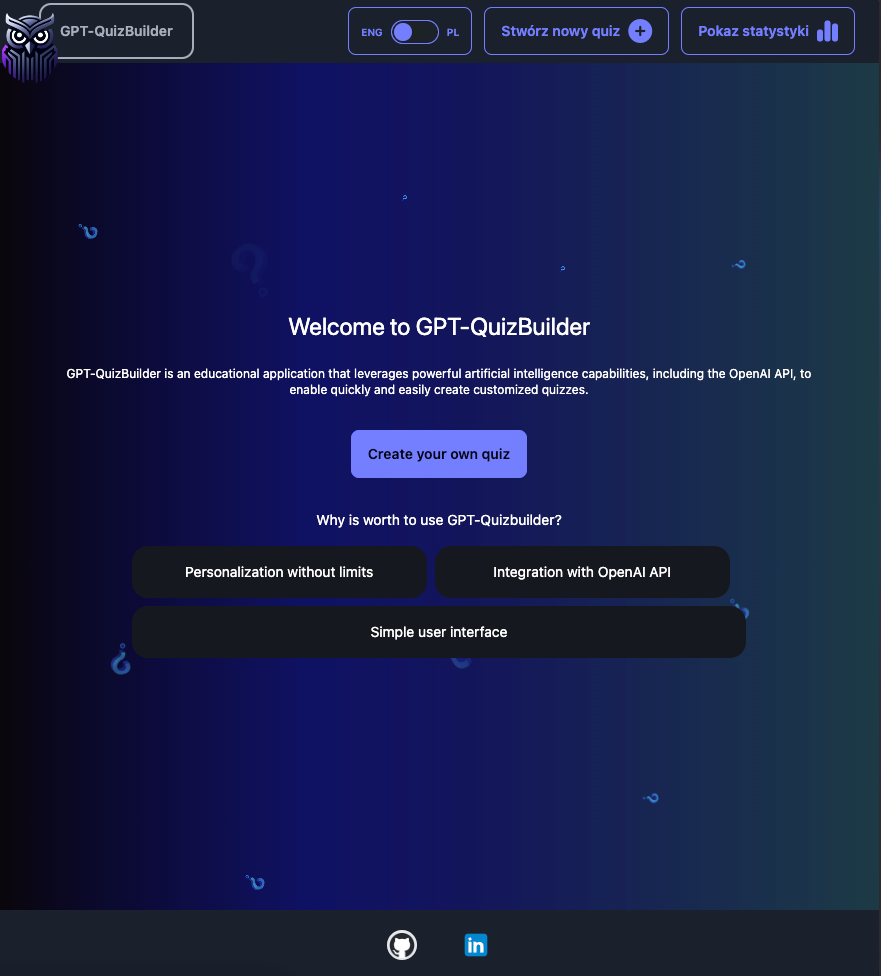 GPT-QuizBuilder
ENG PL
Stwórz nowy quiz
Pokaz statystyki
Welcome to GPT-QuizBuilder
GPT-QuizBuilder is an educational application that leverages powerful artificial intelligence capabilities, including the OpenAI API, to
enable quickly and easily create customized quizzes.
Create your own quiz
Why is worth to use GPT-Quizbuilder?
Personalization without limits
Integration with OpenAI API
Simple user interface
in